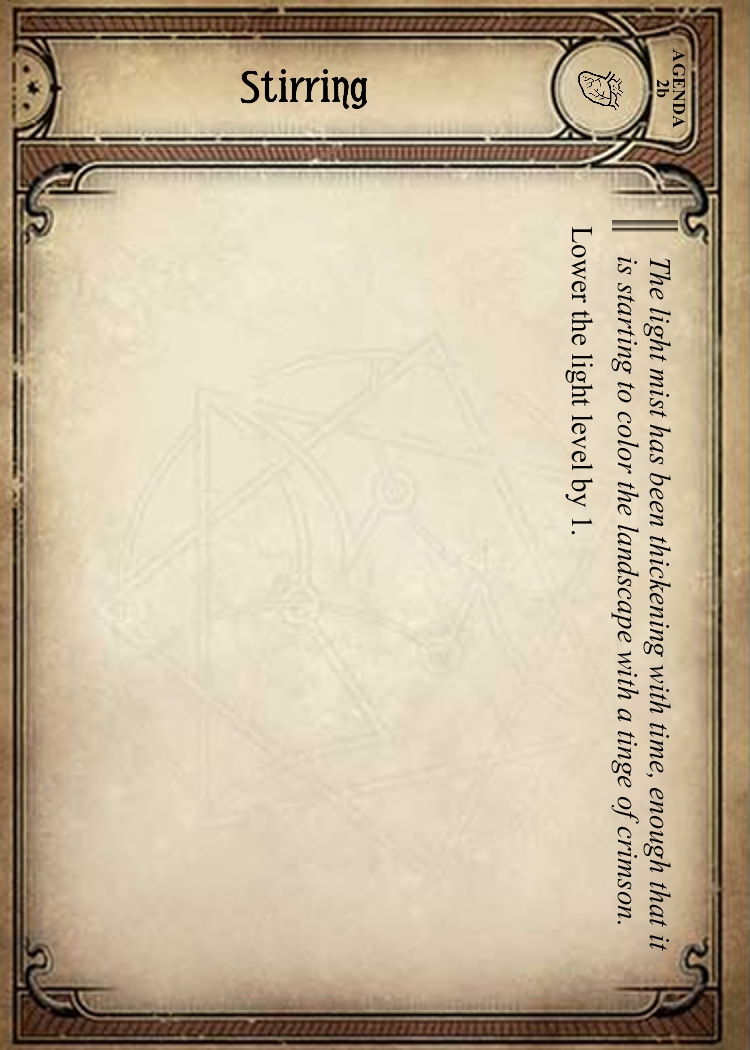 AGENDA
2b
Stirring
The light mist has been thickening with time, enough that it
is starting to color the landscape with a tinge of crimson.
Lower the light level by 1.